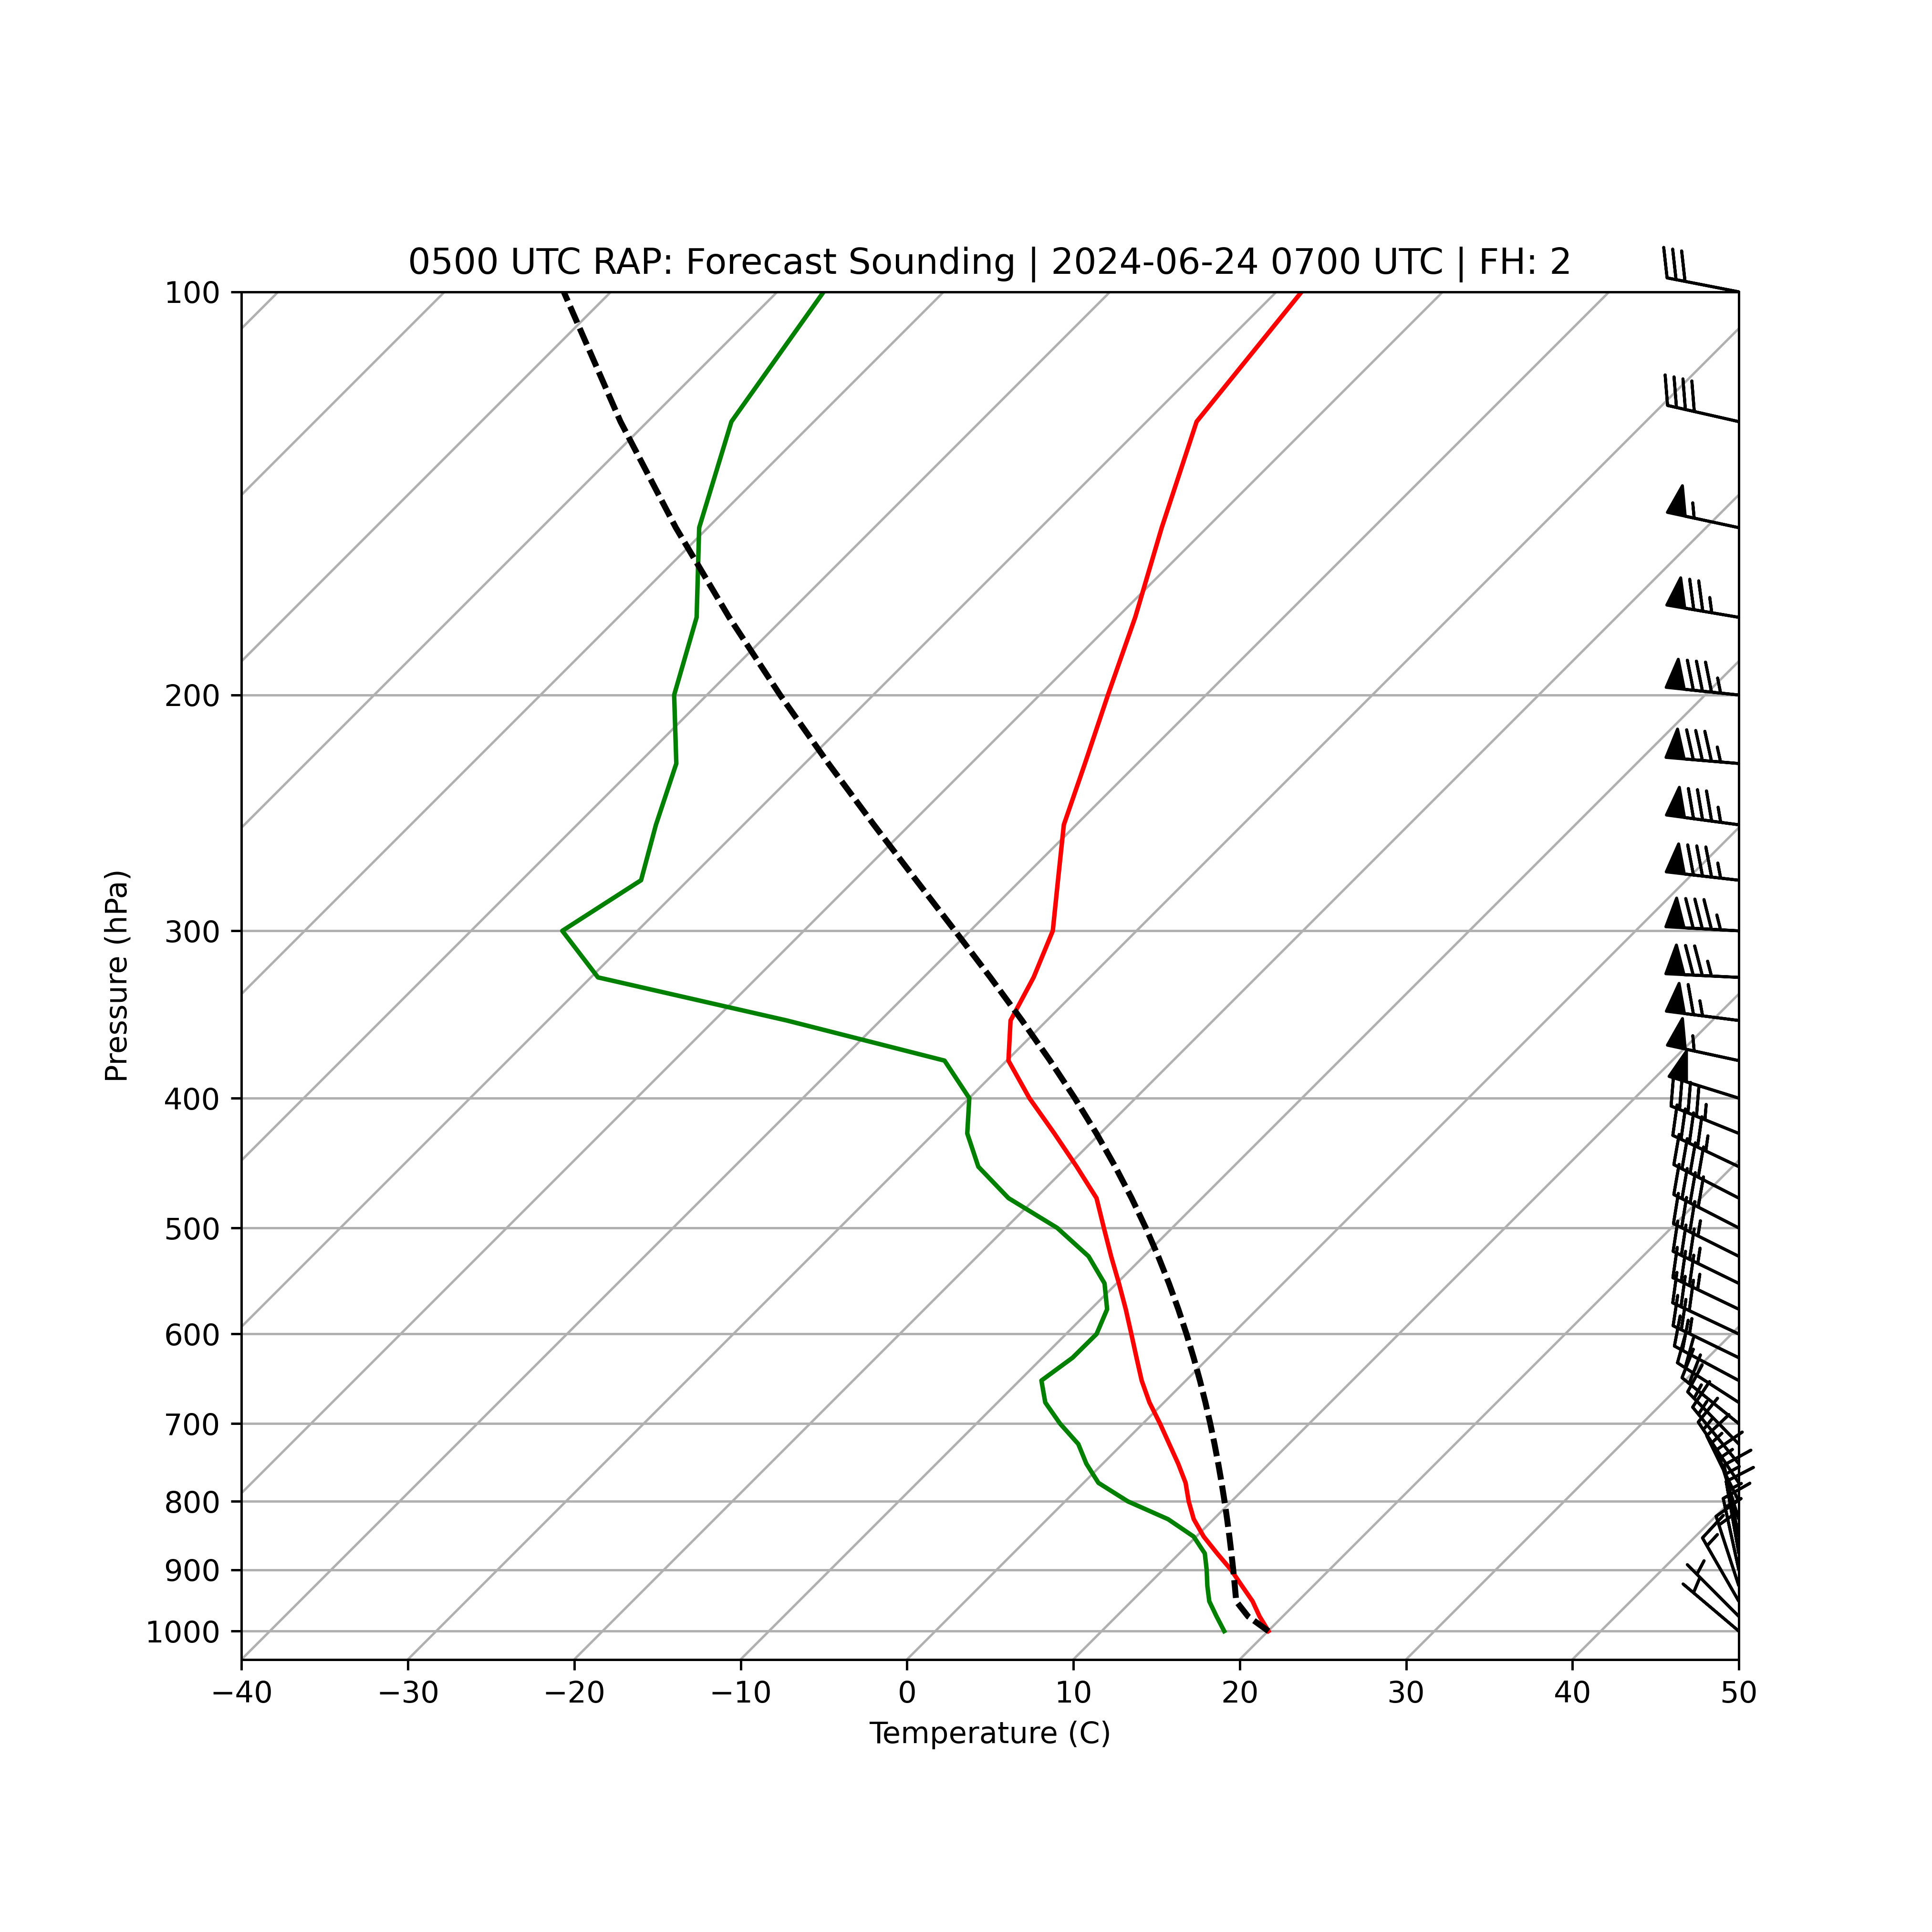 0500 UTC RAP: Forecast Sounding | 2024-06-24 0700 UTC | FH: 2
100
200
300
400
500
600
700
800
900
1000
Pressure (hPa)
−40 −30 −20 −10 0 10 20 30 40 50
Temperature (C)